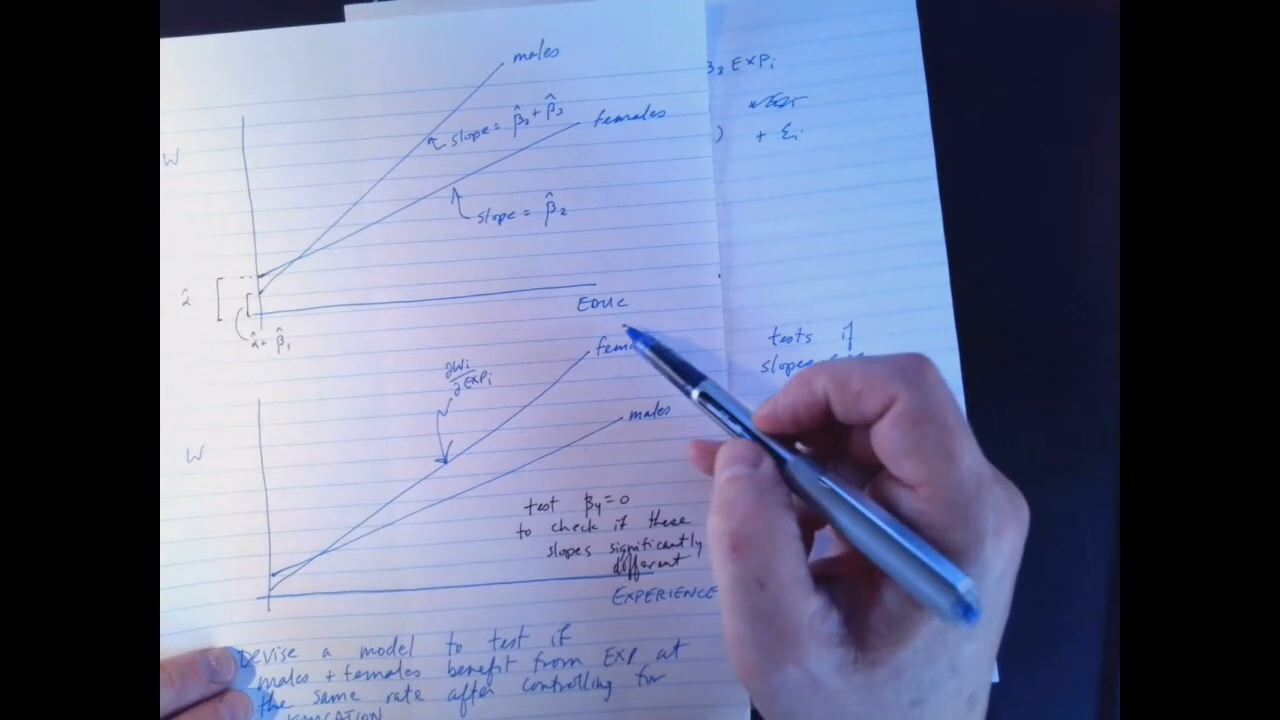 males
slope = β̂₂ + β̂₃
females
W
slope = β̂₂
α̂
α̂ + β̂₁
EDUC
∂Wi
∂EXPi
males
W
test β₄ = 0
to check if these
slopes significantly
different
EXPERIENCE
DEVISE a model to test if
males + females benefit from EXP at
the same rate after controlling for
EDUCATION
EXPi
) + εi
tests if